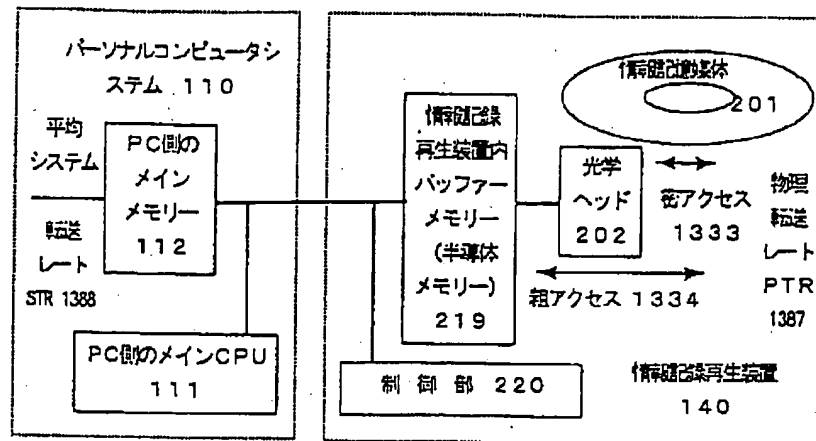 パーソナルコンピュータシ
ステム 110
平均
システム
転送
レート
STR 1388
PC側の
メイン
メモリー
112
PC側のメインCPU
111
情報記録
再生装置内
バッファー
メモリー
(半導体
メモリー)
219
光学
ヘッド
202
情報記憶媒体
201
密アクセス
1333
粗アクセス 1334
物理
転送
レート
PTR
1387
制御部 220
情報記録再生装置
140